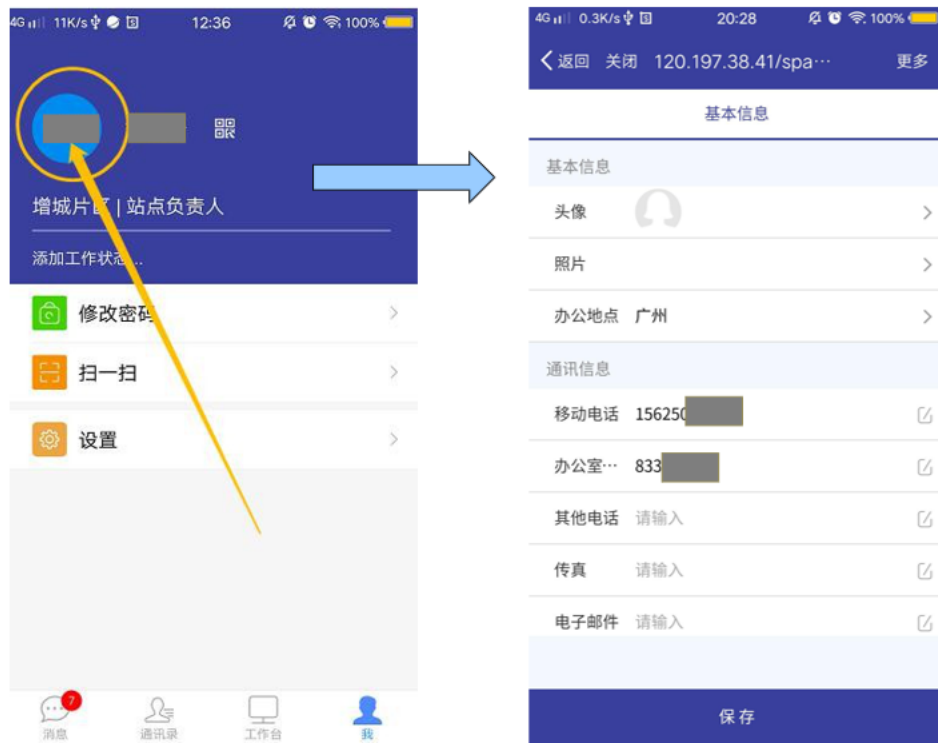 4G 11K/s 12:36 100%
增城片区 | 站点负责人
添加工作状态...
修改密码
扫一扫
设置
7
消息
通讯录
工作台
我
4G 0.3K/s 20:28 100%
返回 关闭 120.197.38.41/spa… 更多
基本信息
基本信息
头像
照片
办公地点 广州
通讯信息
移动电话 156250
办公室… 833
其他电话 请输入
传真 请输入
电子邮件 请输入
保存